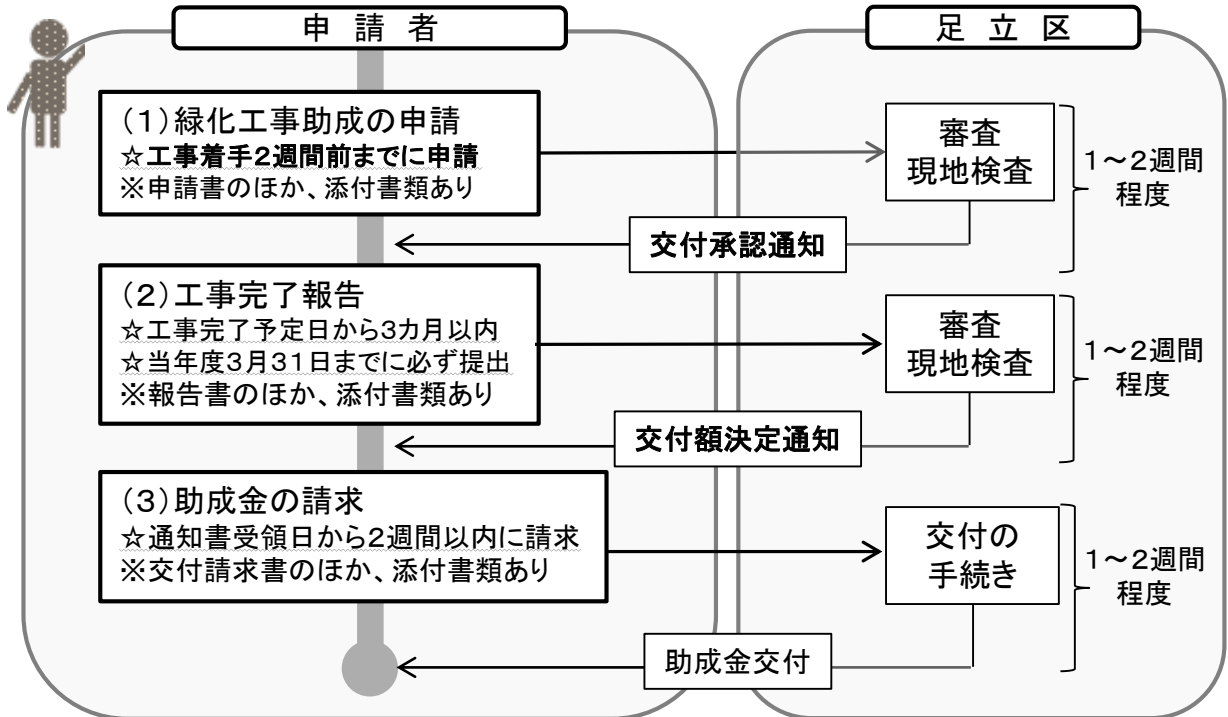 申 請 者
足 立 区
（１）緑化工事助成の申請
☆工事着手２週間前までに申請
※申請書のほか、添付書類あり
審査
現地検査
１～２週間
程度
交付承認通知
（２）工事完了報告
☆工事完了予定日から３カ月以内
☆当年度３月３１日までに必ず提出
※報告書のほか、添付書類あり
審査
現地検査
１～２週間
程度
交付額決定通知
（３）助成金の請求
☆通知書受領日から２週間以内に請求
※交付請求書のほか、添付書類あり
交付の
手続き
１～２週間
程度
助成金交付